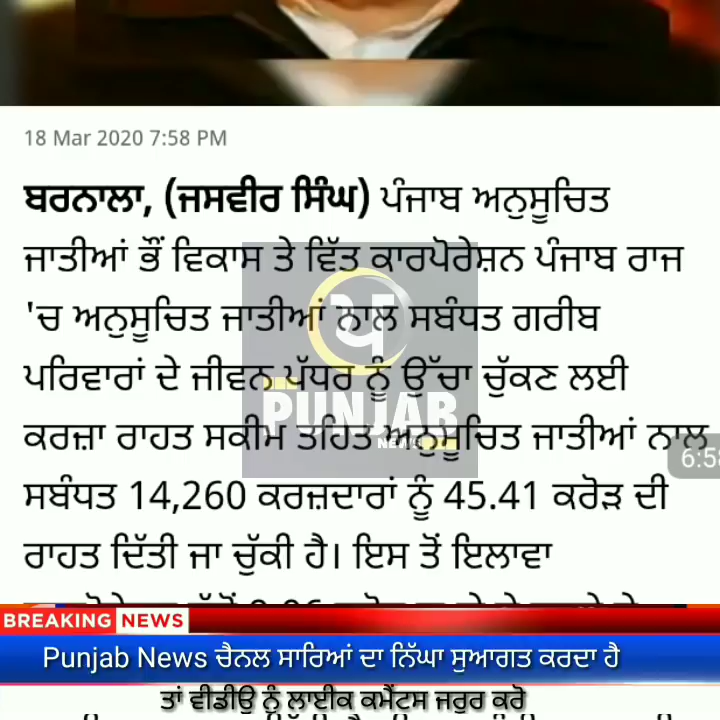 18 Mar 2020 7:58 PM
ਬਰਨਾਲਾ, (ਜਸਵੀਰ ਸਿੰਘ) ਪੰਜਾਬ ਅਨੁਸੂਚਿਤ
ਜਾਤੀਆਂ ਭੌਂ ਵਿਕਾਸ ਤੇ ਵਿੱਤ ਕਾਰਪੋਰੇਸ਼ਨ ਪੰਜਾਬ ਰਾਜ
'ਚ ਅਨੁਸੂਚਿਤ ਜਾਤੀਆਂ ਨਾਲ ਸਬੰਧਤ ਗਰੀਬ
ਪਰਿਵਾਰਾਂ ਦੇ ਜੀਵਨ ਪੱਧਰ ਨੂੰ ਉੱਚਾ ਚੁੱਕਣ ਲਈ
ਕਰਜ਼ਾ ਰਾਹਤ ਸਕੀਮ ਤਹਿਤ ਅਨੁਸੂਚਿਤ ਜਾਤੀਆਂ ਨਾਲ
ਸਬੰਧਤ 14,260 ਕਰਜ਼ਦਾਰਾਂ ਨੂੰ 45.41 ਕਰੋੜ ਦੀ
ਰਾਹਤ ਦਿੱਤੀ ਜਾ ਚੁੱਕੀ ਹੈ। ਇਸ ਤੋਂ ਇਲਾਵਾ
ਪ
PUNJAB
NEWS
BREAKING NEWS
Punjab News ਚੈਨਲ ਸਾਰਿਆਂ ਦਾ ਨਿੱਘਾ ਸੁਆਗਤ ਕਰਦਾ ਹੈ
ਤਾਂ ਵੀਡੀਉ ਨੂੰ ਲਾਈਕ ਕਮੈਂਟਸ ਜਰੁਰ ਕਰੋ